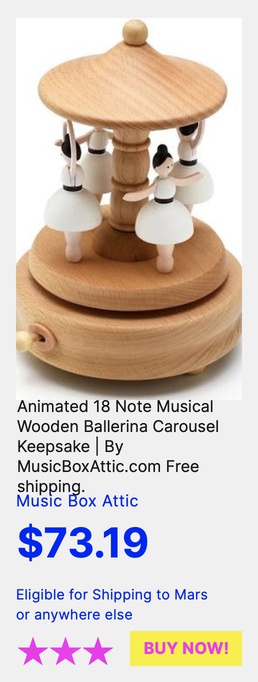 Animated 18 Note Musical
Wooden Ballerina Carousel
Keepsake | By
MusicBoxAttic.com Free
shipping.
Music Box Attic
$73.19
Eligible for Shipping to Mars
or anywhere else
BUY NOW!